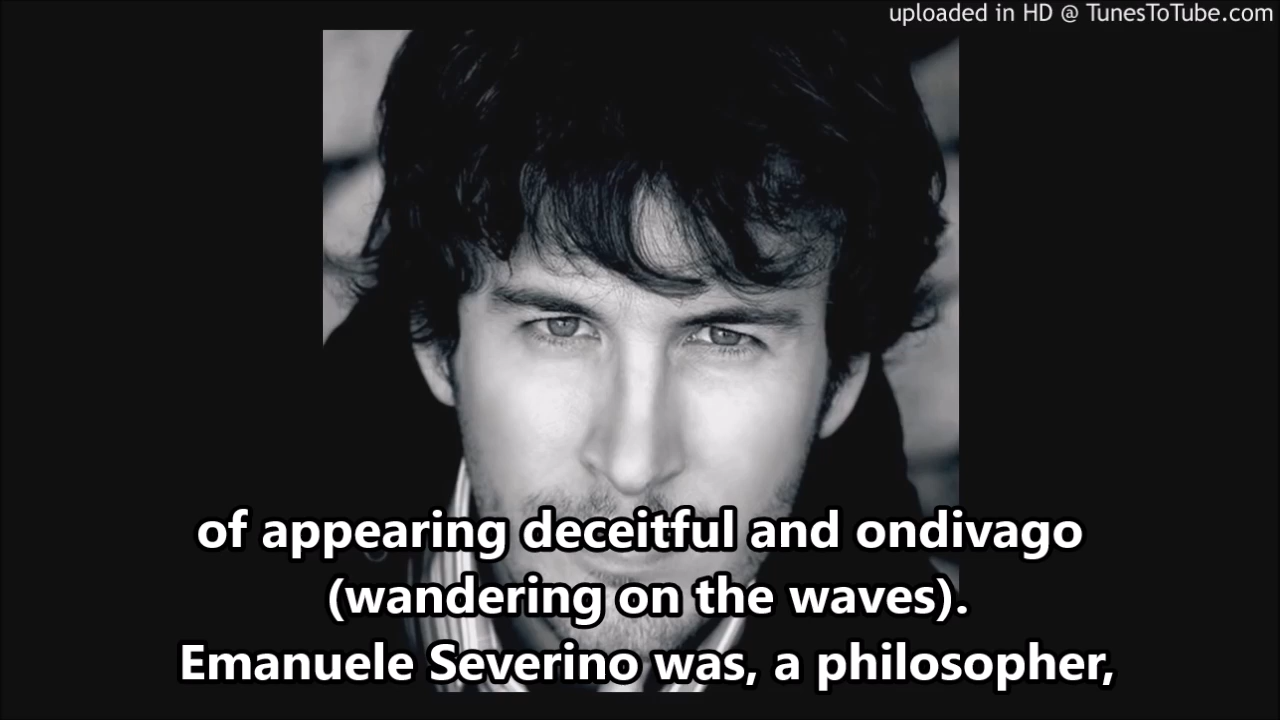 uploaded in HD @ TunesToTube.com
of appearing deceitful and ondivago
(wandering on the waves).
Emanuele Severino was, a philosopher,